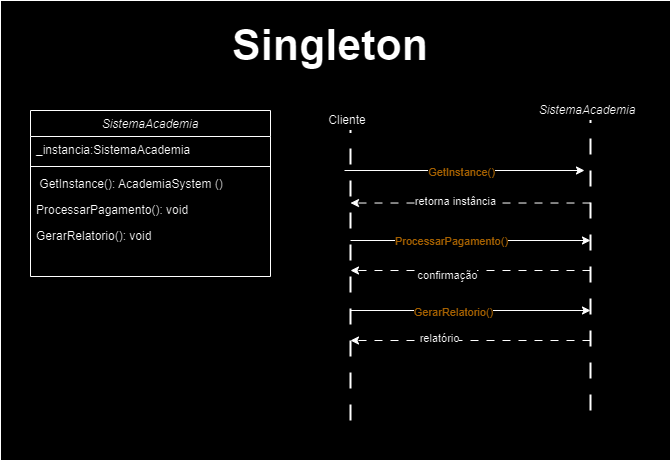 Singleton
SistemaAcademia
_instancia:SistemaAcademia
GetInstance(): AcademiaSystem ()
ProcessarPagamento(): void
GerarRelatorio(): void
Cliente
SistemaAcademia
GetInstance()
retorna instância
ProcessarPagamento()
confirmação
GerarRelatorio()
relatório